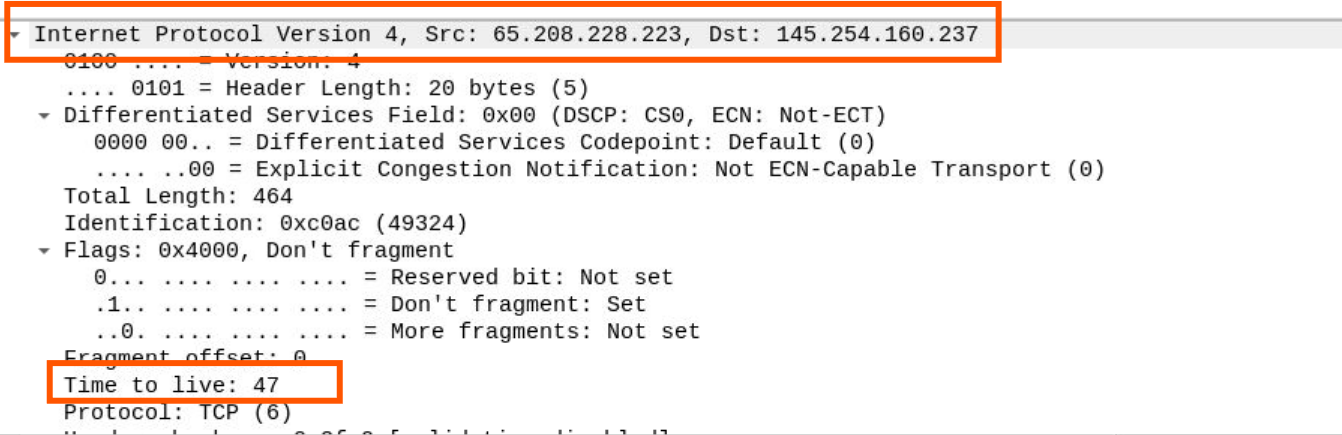 Internet Protocol Version 4, Src: 65.208.228.223, Dst: 145.254.160.237
0100 .... = Version: 4
.... 0101 = Header Length: 20 bytes (5)
Differentiated Services Field: 0x00 (DSCP: CS0, ECN: Not-ECT)
0000 00.. = Differentiated Services Codepoint: Default (0)
.... ..00 = Explicit Congestion Notification: Not ECN-Capable Transport (0)
Total Length: 464
Identification: 0xc0ac (49324)
Flags: 0x4000, Don't fragment
0... .... .... .... = Reserved bit: Not set
.1.. .... .... .... = Don't fragment: Set
..0. .... .... .... = More fragments: Not set
Fragment offset: 0
Time to live: 47
Protocol: TCP (6)